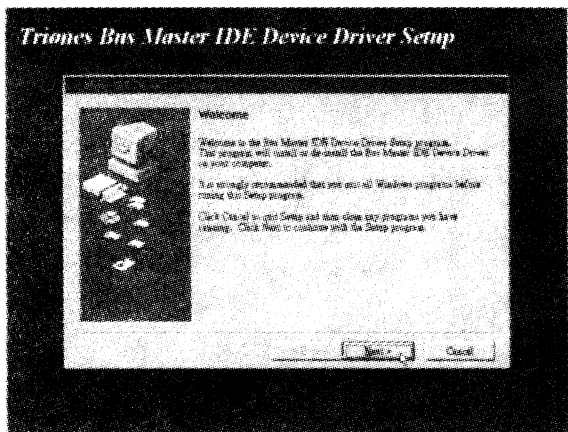 Triones Bus Master IDE Device Driver Setup
Welcome
Welcome to the Bus Master IDE Device Driver Setup program.
This program will install or de-install the Bus Master IDE Device Driver
on your computer.
It is strongly recommended that you exit all Windows programs before
running this Setup program.
Click Cancel to quit Setup and then close any programs you have
running. Click Next to continue with the Setup program.
Next >
Cancel